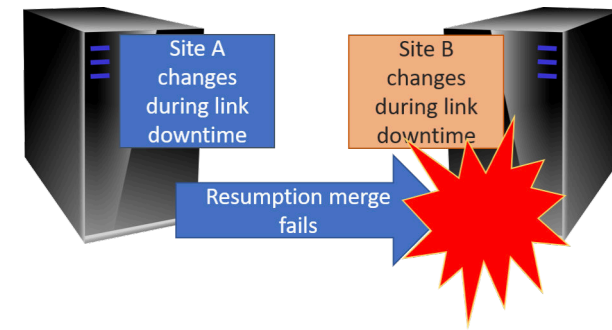 Site A
changes
during link
downtime
Site B
changes
during link
downtime
Resumption merge
fails